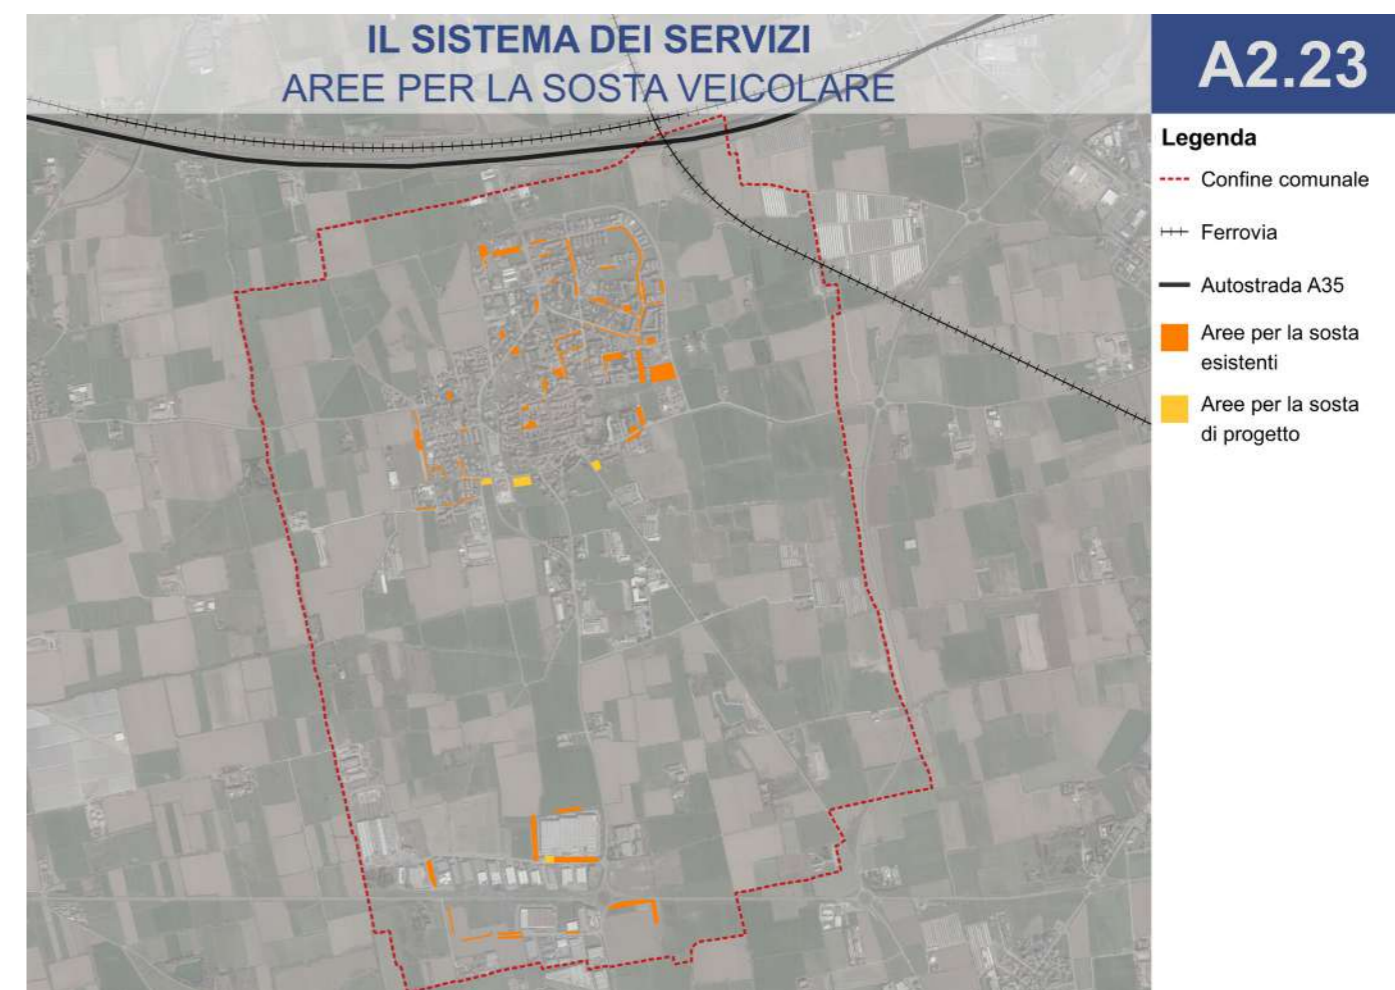 IL SISTEMA DEI SERVIZI
AREE PER LA SOSTA VEICOLARE
A2.23
Legenda
Confine comunale
Ferrovia
Autostrada A35
Aree per la sosta
esistenti
Aree per la sosta
di progetto